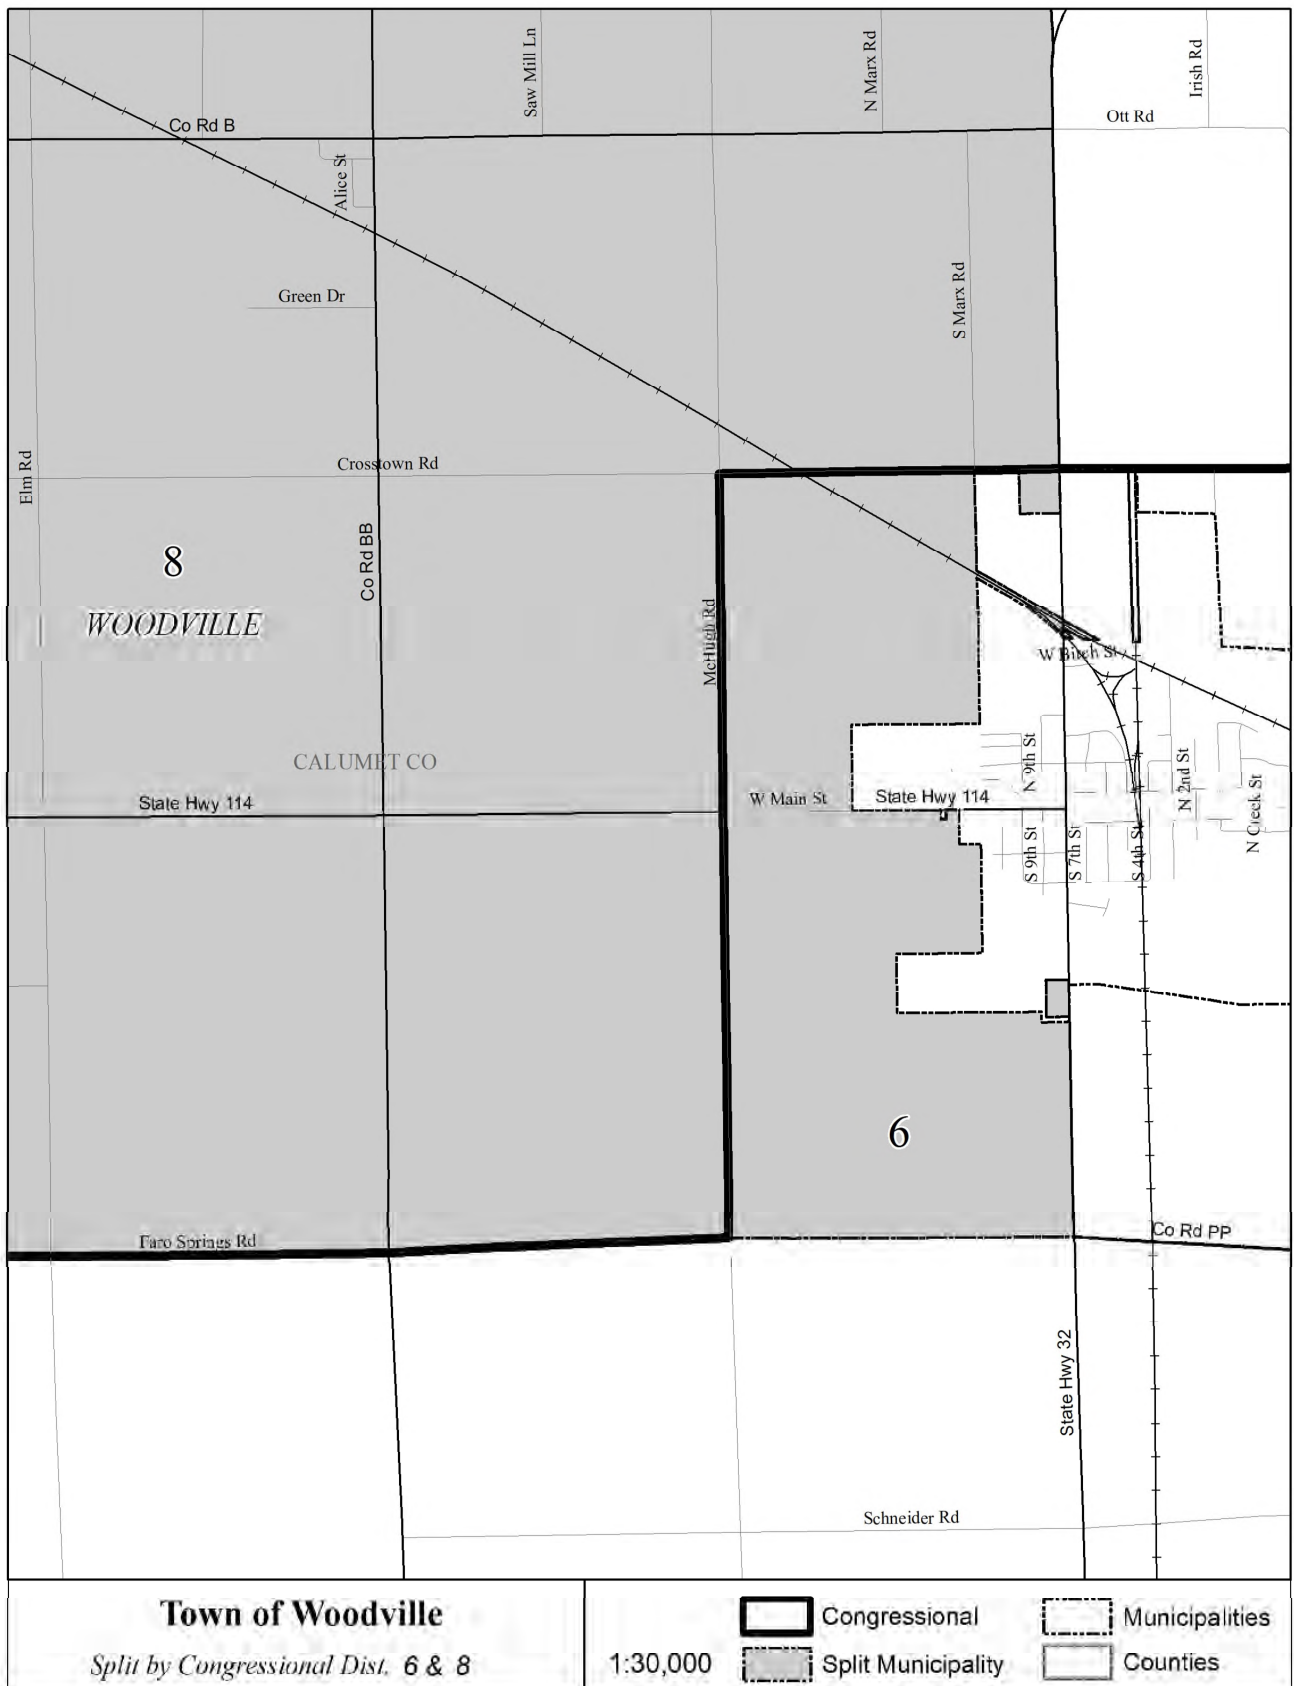 Saw Mill Ln
N Marx Rd
Irish Rd
Ott Rd
Co Rd B
Alice St
Green Dr
S Marx Rd
Elm Rd
Crosstown Rd
Co Rd BB
8
WOODVILLE
McHugh Rd
W Birch St
CALUMET CO
State Hwy 114
W Main St
State Hwy 114
N 9th St
N 2nd St
N Creek St
S 9th St
S 7th St
S 4th St
6
Faro Springs Rd
Co Rd PP
State Hwy 32
Schneider Rd
Town of Woodville
Split by Congressional Dist. 6 & 8
1:30,000
Congressional
Split Municipality
Municipalities
Counties